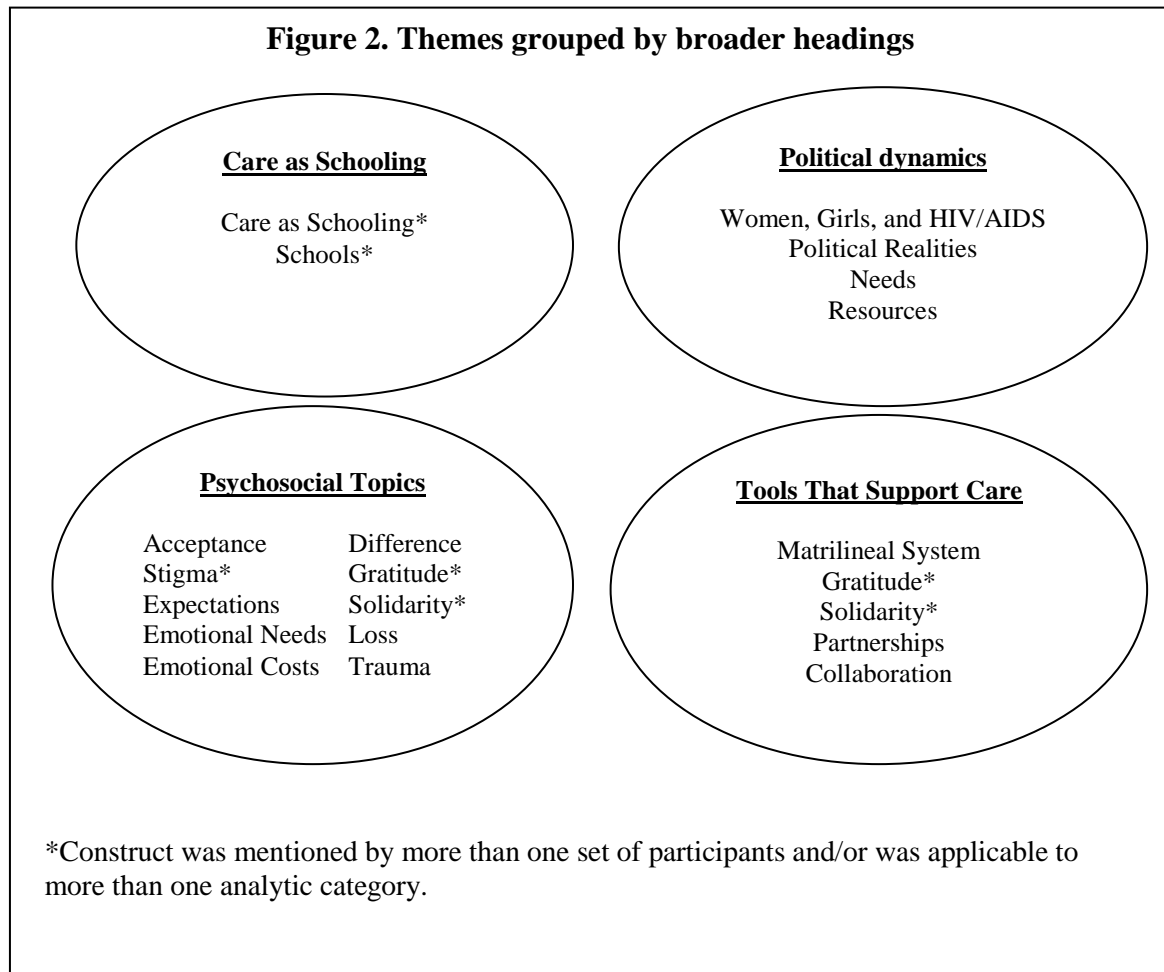 Figure 2. Themes grouped by broader headings
Care as Schooling
Care as Schooling*
Schools*
Political dynamics
Women, Girls, and HIV/AIDS
Political Realities
Needs
Resources
Psychosocial Topics
Acceptance Difference
Stigma* Gratitude*
Expectations Solidarity*
Emotional Needs Loss
Emotional Costs Trauma
Tools That Support Care
Matrilineal System
Gratitude*
Solidarity*
Partnerships
Collaboration
*Construct was mentioned by more than one set of participants and/or was applicable to
more than one analytic category.